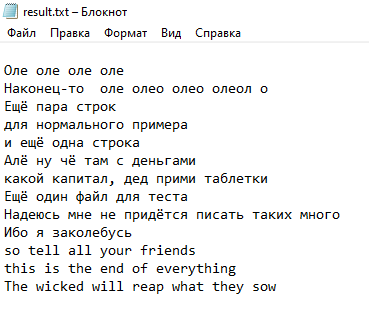 result.txt – Блокнот
Файл Правка Формат Вид Справка
Оле оле оле оле
Наконец-то  оле олео олео олеол о
Ещё пара строк
для нормального примера
и ещё одна строка
Алё ну чё там с деньгами
какой капитал, дед прими таблетки
Ещё один файл для теста
Надеюсь мне не придётся писать таких много
Ибо я заколебусь
so tell all your friends
this is the end of everything
The wicked will reap what they sow